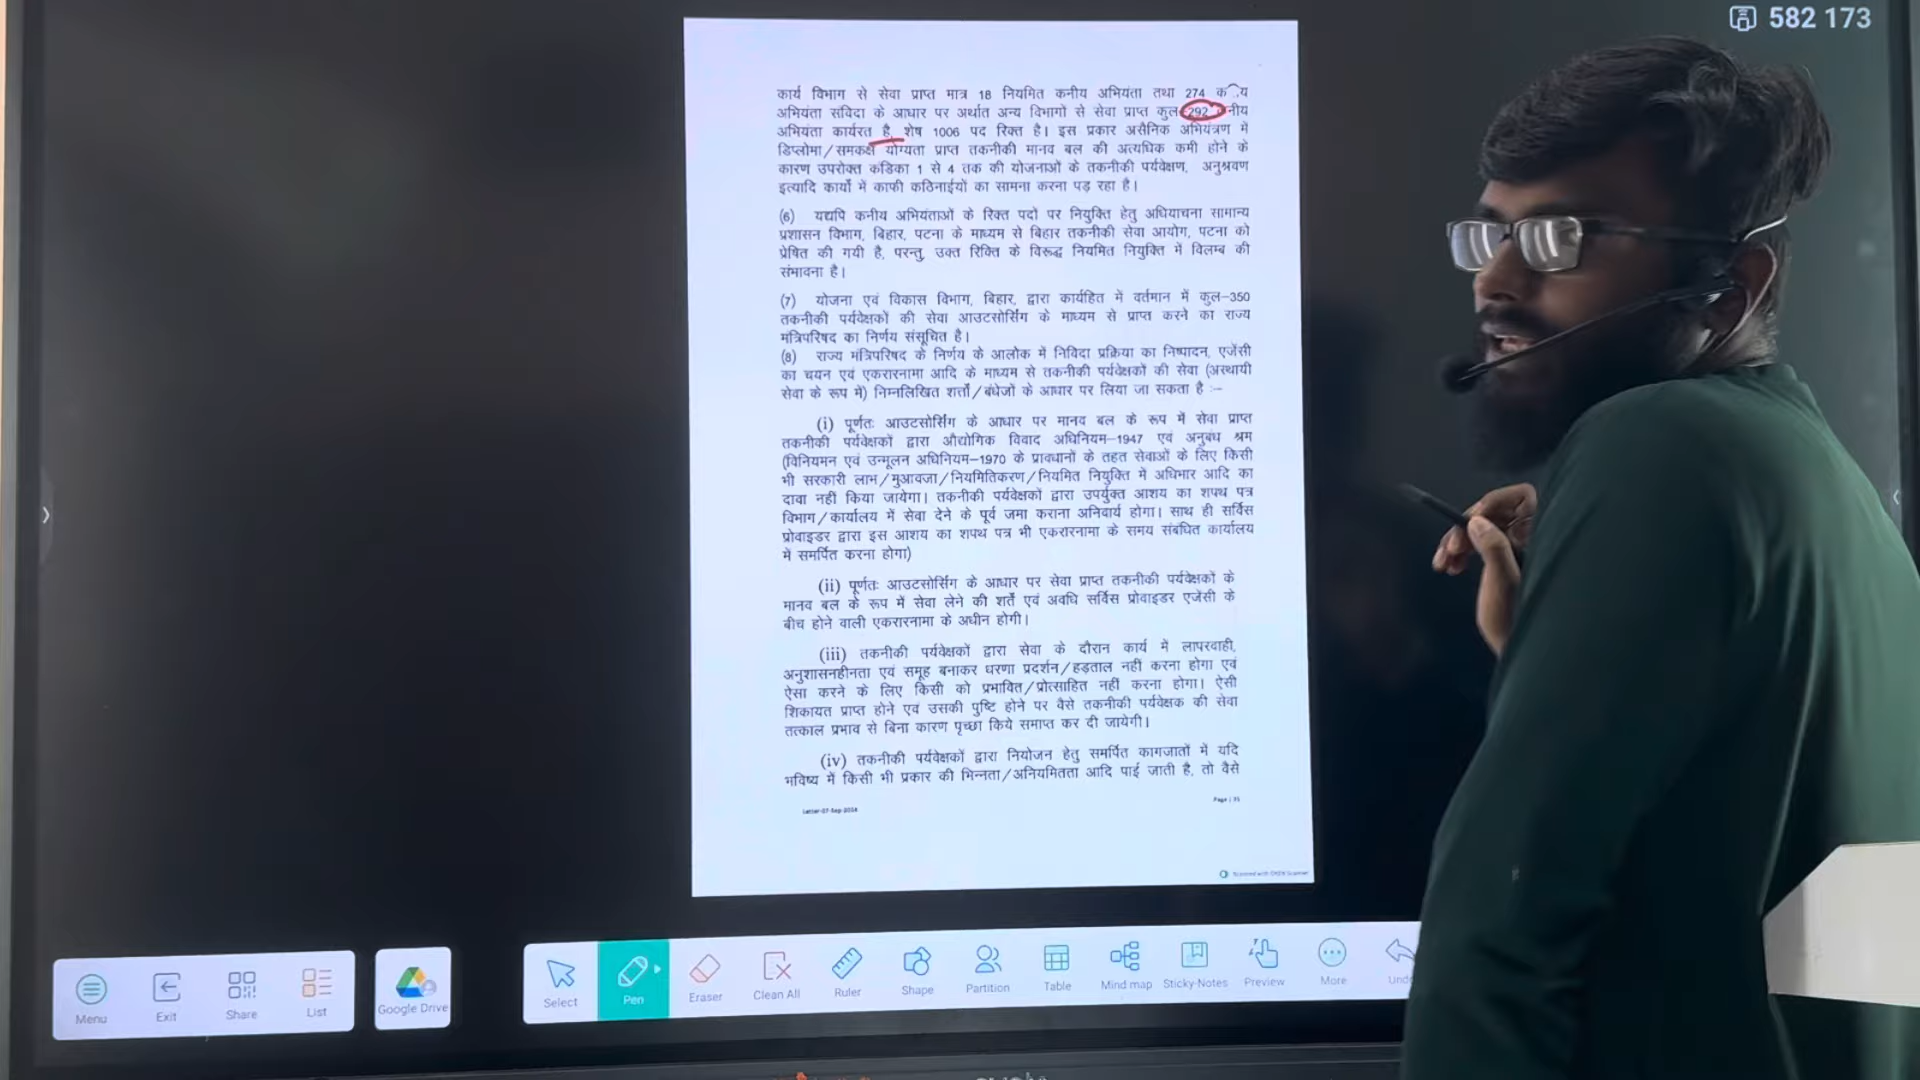 582 173
कार्य विभाग से सेवा प्राप्त मात्र 18 नियमित कनीय अभियंता तथा 274
अभियंता संविदा के आधार पर अर्थात अन्य विभागों से सेवा प्राप्त कुल 292
अभियंता कार्यरत है, शेष 1006 पद रिक्त है। इस प्रकार असैनिक अभियंत्रण में
डिप्लोमा/समकक्ष योग्यता प्राप्त तकनीकी मानव बल की अत्यधिक कमी होने के
कारण उपरोक्त कंडिका 1 से 4 तक की योजनाओं के तकनीकी पर्यवेक्षण, अनुश्रवण
इत्यादि कार्यों में काफी कठिनाईयों का सामना करना पड़ रहा है।
(6) यद्यपि कनीय अभियंताओं के रिक्त पदों पर नियुक्ति हेतु अधियाचना सामान्य
प्रशासन विभाग, बिहार, पटना के माध्यम से बिहार तकनीकी सेवा आयोग, पटना को
प्रेषित की गयी है, परन्तु, उक्त रिक्ति के विरूद्ध नियमित नियुक्ति में विलम्ब की
संभावना है।
(7) योजना एवं विकास विभाग, बिहार, द्वारा कार्यहित में वर्तमान में कुल-350
तकनीकी पर्यवेक्षकों की सेवा आउटसोर्सिंग के माध्यम से प्राप्त करने का राज्य
मंत्रिपरिषद का निर्णय संसूचित है।
(8) राज्य मंत्रिपरिषद के निर्णय के आलोक में निविदा प्रक्रिया का निष्पादन, एजेंसी
का चयन एवं एकरारनामा आदि के माध्यम से तकनीकी पर्यवेक्षकों की सेवा (अस्थायी
सेवा के रूप में) निम्नलिखित शर्त्तों/बंधेजों के आधार पर लिया जा सकता है :-
(i) पूर्णतः आउटसोर्सिंग के आधार पर मानव बल के रूप में सेवा प्राप्त
तकनीकी पर्यवेक्षकों द्वारा औद्योगिक विवाद अधिनियम-1947 एवं अनुबंध श्रम
(विनियमन एवं उन्मूलन अधिनियम-1970 के प्रावधानों के तहत सेवाओं के लिए किसी
भी सरकारी लाभ/मुआवजा/नियमितिकरण/नियमित नियुक्ति में अधिभार आदि का
दावा नहीं किया जायेगा। तकनीकी पर्यवेक्षकों द्वारा उपर्युक्त आशय का शपथ पत्र
विभाग/कार्यालय में सेवा देने के पूर्व जमा कराना अनिवार्य होगा। साथ ही सर्विस
प्रोवाइडर द्वारा इस आशय का शपथ पत्र भी एकरारनामा के समय संबंधित कार्यालय
में समर्पित करना होगा)
(ii) पूर्णतः आउटसोर्सिंग के आधार पर सेवा प्राप्त तकनीकी पर्यवेक्षकों के
मानव बल के रूप में सेवा लेने की शर्तें एवं अवधि सर्विस प्रोवाइडर एजेंसी के
बीच होने वाली एकरारनामा के अधीन होगी।
(iii) तकनीकी पर्यवेक्षकों द्वारा सेवा के दौरान कार्य में लापरवाही,
अनुशासनहीनता एवं समूह बनाकर धरणा प्रदर्शन/हड़ताल नहीं करना होगा एवं
ऐसा करने के लिए किसी को प्रभावित/प्रोत्साहित नहीं करना होगा। ऐसी
शिकायत प्राप्त होने एवं उसकी पुष्टि होने पर वैसे तकनीकी पर्यवेक्षक की सेवा
तत्काल प्रभाव से बिना कारण पृच्छा किये समाप्त कर दी जायेगी।
(iv) तकनीकी पर्यवेक्षकों द्वारा नियोजन हेतु समर्पित कागजातों में यदि
भविष्य में किसी भी प्रकार की भिन्नता/अनियमितता आदि पाई जाती है, तो वैसे
Letter-07-Sep-2018
Scanned with OKEN Scanner
Menu Exit Share List Google Drive Select Pen Eraser Clean All Ruler Shape Partition Table Mind map Sticky Notes Preview More